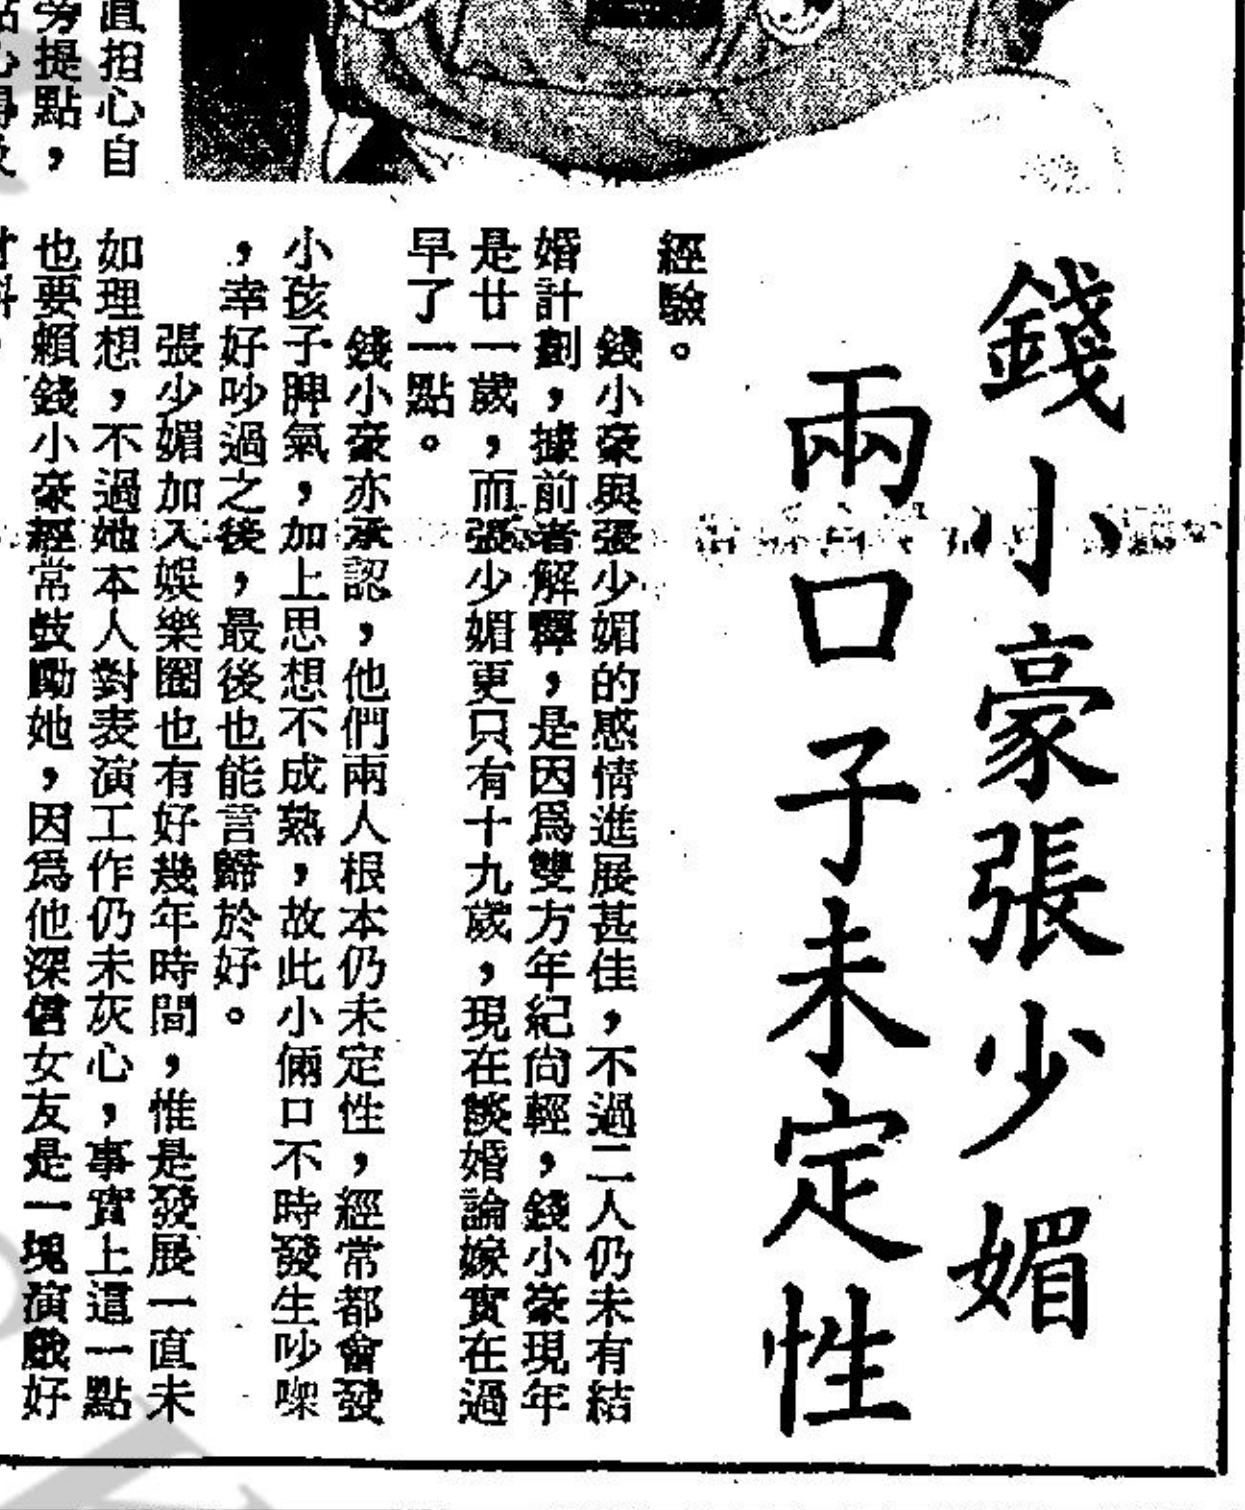 錢小豪張少媚
兩口子未定性
經驗。
錢小豪與張少媚的感情進展甚佳，不過二人仍未有結
婚計劃，據前者解釋，是因爲雙方年紀尚輕，錢小豪現年
是廿一歲，而張少媚更只有十九歲，現在談婚論嫁實在過
早了一點。
錢小豪亦承認，他們兩人根本仍未定性，經常都會發
小孩子脾氣，加上思想不成熟，故此小倆口不時發生吵㗎
，幸好吵過之後，最後也能言歸於好。
張少媚加入娛樂圈也有好幾年時間，惟是發展一直未
如理想，不過她本人對表演工作仍未灰心，事實上這一點
也要賴錢小豪經常鼓勵她，因爲他深信女友是一塊演戲好
直指心自
旁提點，